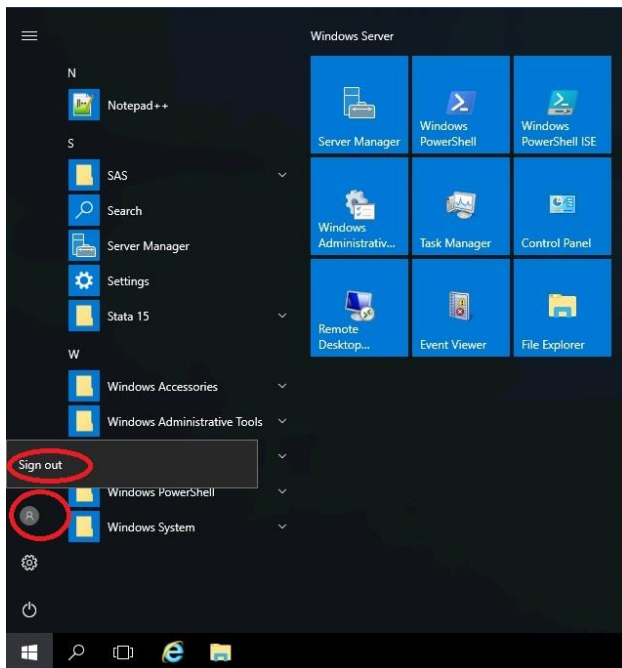 Windows Server
N
Notepad++
S
SAS
Search
Server Manager
Settings
Stata 15
W
Windows Accessories
Windows Administrative Tools
Sign out
Windows PowerShell
Windows System
Server Manager
Windows
PowerShell
Windows
PowerShell ISE
Windows
Administrativ...
Task Manager
Control Panel
Remote
Desktop...
Event Viewer
File Explorer